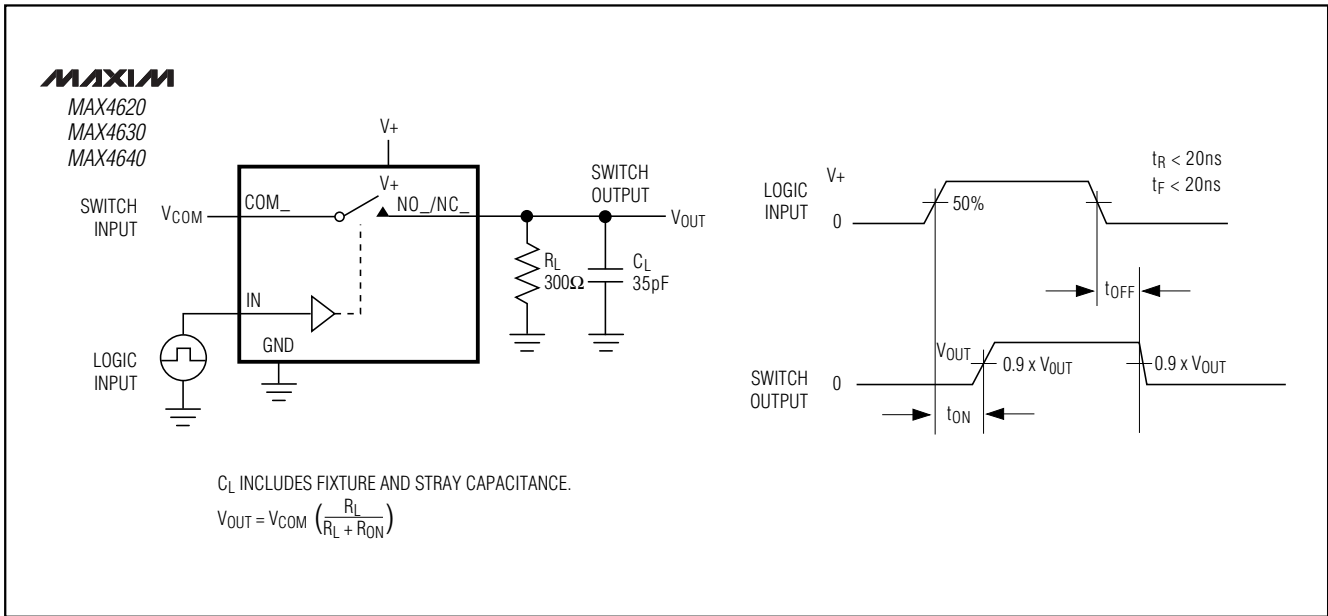 MAXIM
MAX4620
MAX4630
MAX4640
V+
SWITCH
INPUT
VCOM
COM_
V+
NO_/NC_
SWITCH
OUTPUT
VOUT
RL
300Ω
CL
35pF
IN
GND
LOGIC
INPUT
CL INCLUDES FIXTURE AND STRAY CAPACITANCE.
VOUT = VCOM (RL / RL + RON)
LOGIC
INPUT
V+
0
50%
tR < 20ns
tF < 20ns
tOFF
SWITCH
OUTPUT
VOUT
0
0.9 x VOUT
0.9 x VOUT
tON